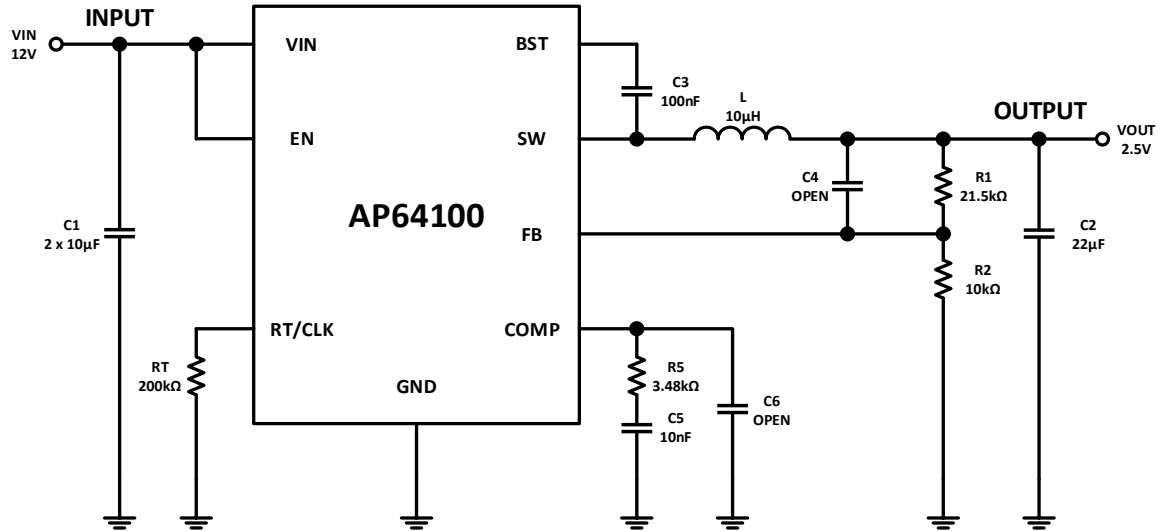 INPUT
VIN
12V
VIN
BST
C3
100nF
L
10µH
OUTPUT
VOUT
2.5V
EN
SW
C4
OPEN
R1
21.5kΩ
AP64100
C1
2 x 10µF
FB
C2
22µF
R2
10kΩ
RT/CLK
COMP
RT
200kΩ
GND
R5
3.48kΩ
C5
10nF
C6
OPEN